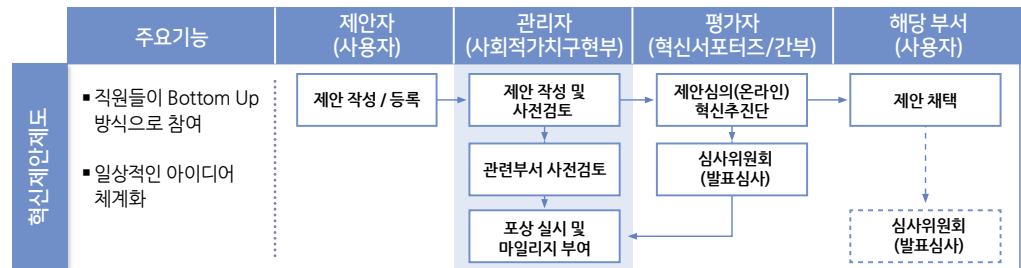 주요기능
제안자
(사용자)
관리자
(사회적가치구현부)
평가자
(혁신서포터즈/간부)
해당 부서
(사용자)
혁신제안제도
▪직원들이 Bottom Up
방식으로 참여
▪일상적인 아이디어
체계화
제안 작성 / 등록
제안 작성 및
사전검토
제안심의(온라인)
혁신추진단
제안 채택
관련부서 사전검토
심사위원회
(발표심사)
포상 실시 및
마일리지 부여
심사위원회
(발표심사)